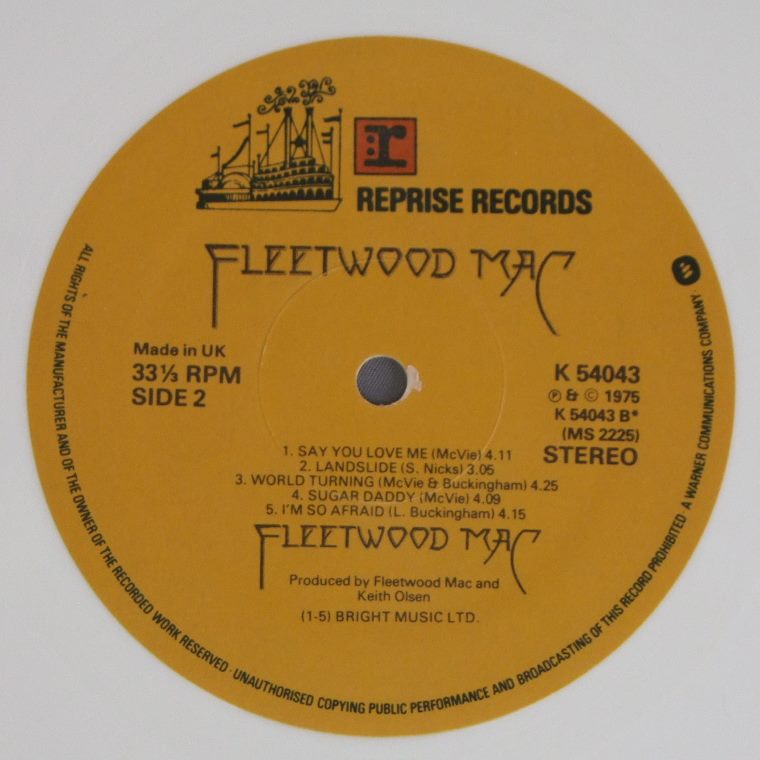 r
REPRISE RECORDS
FLEETWOOD MAC
Made in UK
33⅓ RPM
SIDE 2
K 54043
℗ & © 1975
K 54043 B*
(MS 2225)
STEREO
1. SAY YOU LOVE ME (McVie) 4.11
2. LANDSLIDE (S. Nicks) 3.05
3. WORLD TURNING (McVie & Buckingham) 4.25
4. SUGAR DADDY (McVie) 4.09
5. I'M SO AFRAID (L. Buckingham) 4.15
FLEETWOOD MAC
Produced by Fleetwood Mac and
Keith Olsen
(1-5) BRIGHT MUSIC LTD.
ALL RIGHTS OF THE MANUFACTURER AND OF THE OWNER OF THE RECORDED WORK RESERVED · UNAUTHORISED COPYING PUBLIC PERFORMANCE AND BROADCASTING OF THIS RECORD PROHIBITED · A WARNER COMMUNICATIONS COMPANY